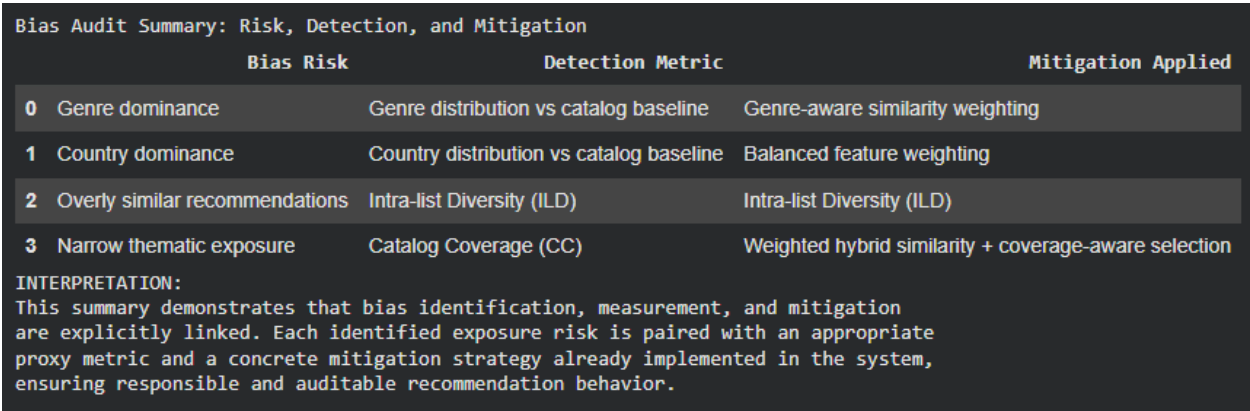 Bias Audit Summary: Risk, Detection, and Mitigation
Bias Risk Detection Metric Mitigation Applied
0 Genre dominance Genre distribution vs catalog baseline Genre-aware similarity weighting
1 Country dominance Country distribution vs catalog baseline Balanced feature weighting
2 Overly similar recommendations Intra-list Diversity (ILD) Intra-list Diversity (ILD)
3 Narrow thematic exposure Catalog Coverage (CC) Weighted hybrid similarity + coverage-aware selection
INTERPRETATION:
This summary demonstrates that bias identification, measurement, and mitigation
are explicitly linked. Each identified exposure risk is paired with an appropriate
proxy metric and a concrete mitigation strategy already implemented in the system,
ensuring responsible and auditable recommendation behavior.